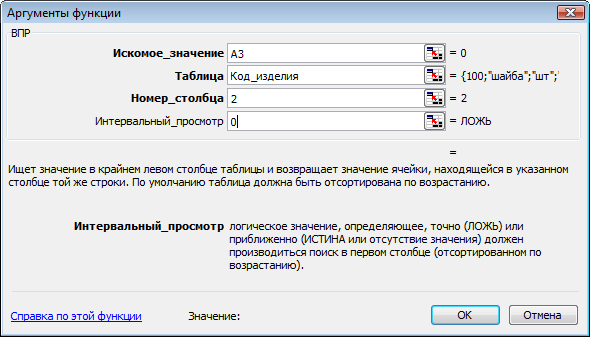 Аргументы функции
ВПР
Искомое_значение A3 = 0
Таблица Код_изделия = {100;"шайба";"шт";'
Номер_столбца 2 = 2
Интервальный_просмотр 0 = ЛОЖЬ
=
Ищет значение в крайнем левом столбце таблицы и возвращает значение ячейки, находящейся в указанном
столбце той же строки. По умолчанию таблица должна быть отсортирована по возрастанию.
Интервальный_просмотр логическое значение, определяющее, точно (ЛОЖЬ) или
приближенно (ИСТИНА или отсутствие значения) должен
производиться поиск в первом столбце (отсортированном по
возрастанию).
Справка по этой функции Значение: OK Отмена